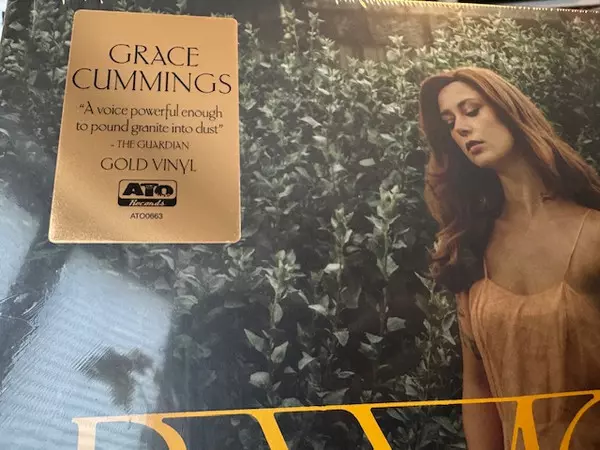 GRACE
CUMMINGS
“A voice powerful enough
to pound granite into dust”
- THE GUARDIAN
GOLD VINYL
ATO
Records
ATO0663